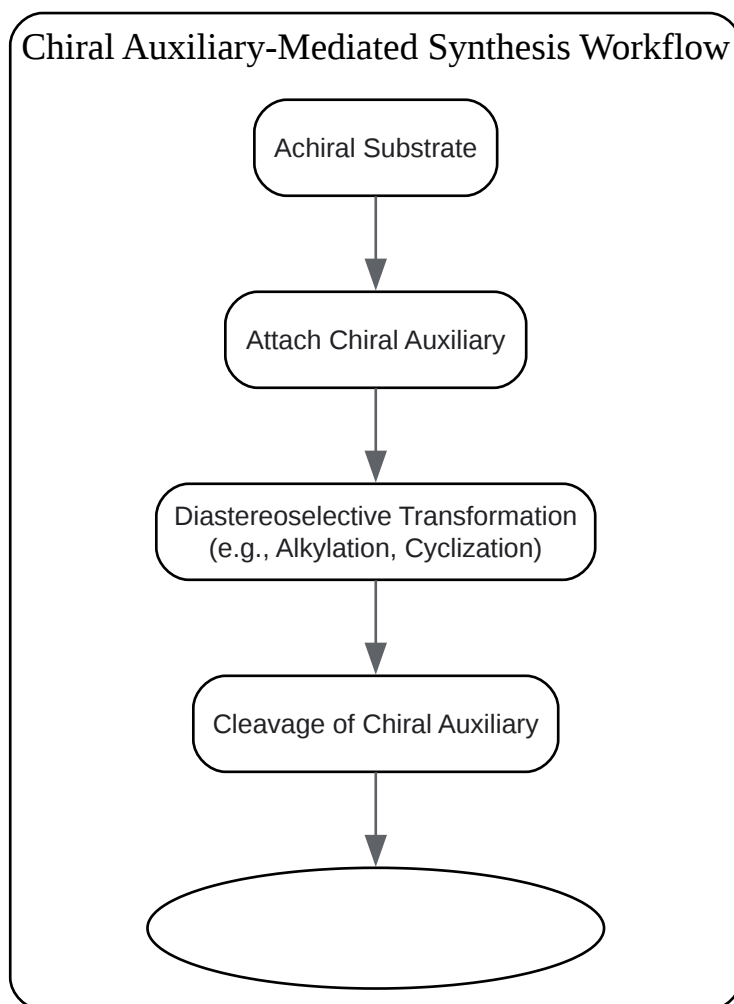 Chiral Auxiliary-Mediated Synthesis Workflow
Achiral Substrate
Attach Chiral Auxiliary
Diastereoselective Transformation
(e.g., Alkylation, Cyclization)
Cleavage of Chiral Auxiliary